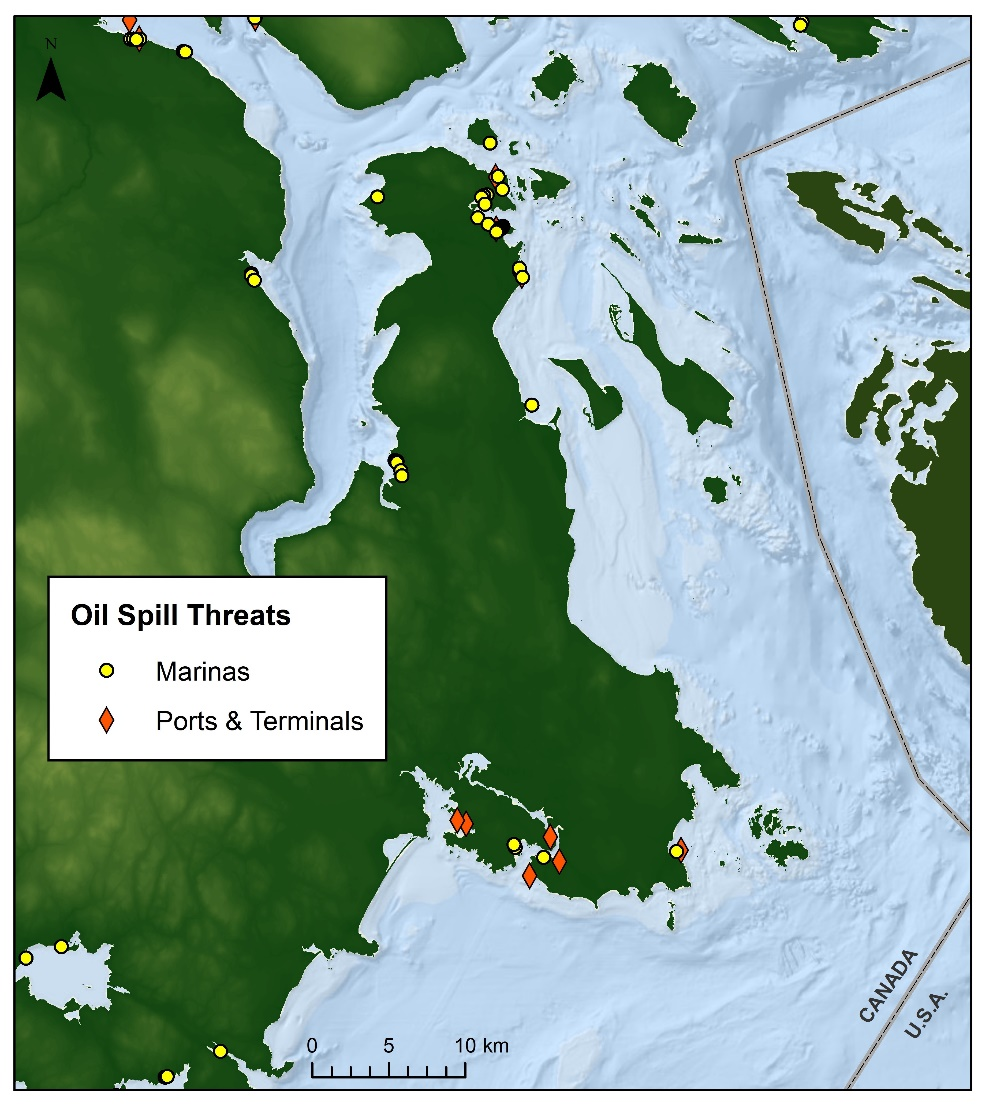 N
Oil Spill Threats
Marinas
Ports & Terminals
CANADA
U.S.A.
0 5 10 km